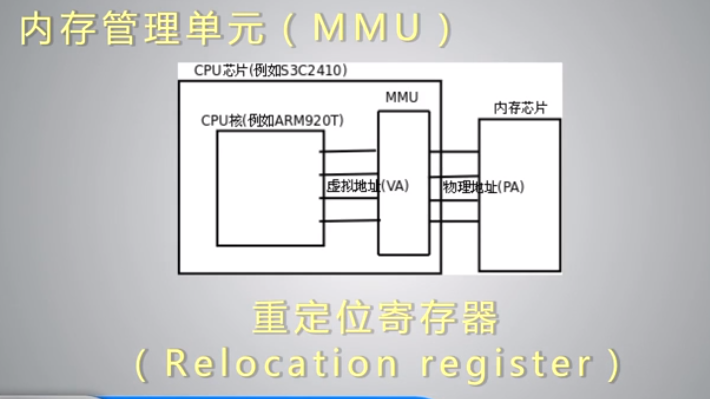 内存管理单元（MMU）
CPU芯片(例如S3C2410)
MMU
内存芯片
CPU核(例如ARM920T)
虚拟地址(VA)
物理地址(PA)
重定位寄存器
（Relocation register）